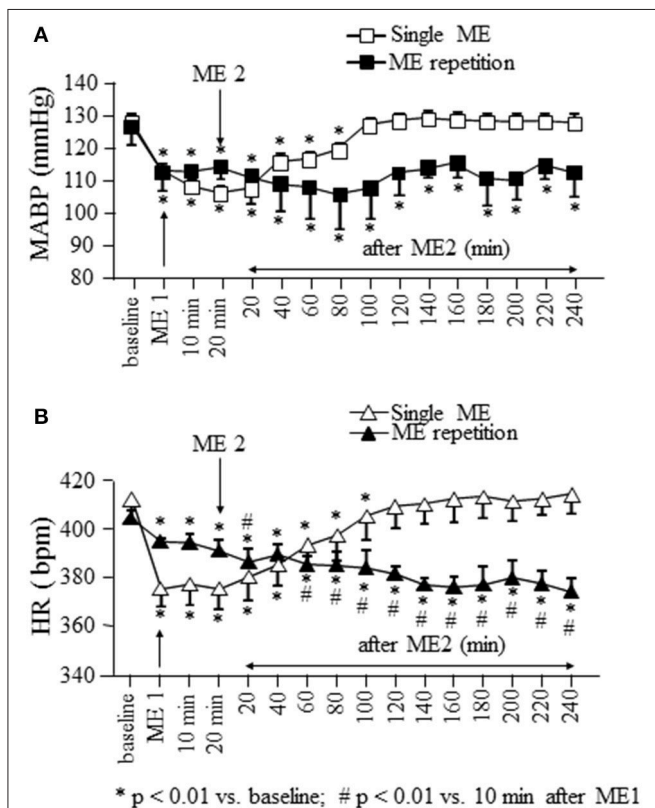 A
Single ME
ME repetition
ME 2
MABP (mmHg)
140
130
120
110
100
90
80
* * * * * * *
* * * * * * * * * * * * * *
after ME2 (min)
baseline
ME 1
10 min
20 min
20
40
60
80
100
120
140
160
180
200
220
240
B
Single ME
ME repetition
ME 2
HR ( bpm)
420
400
380
360
340
#
* * * * * * * *
* * * * * * * * * * * * * *
# # # # # # # # # #
after ME2 (min)
baseline
ME 1
10 min
20 min
20
40
60
80
100
120
140
160
180
200
220
240
* p < 0.01 vs. baseline; # p < 0.01 vs. 10 min after ME1